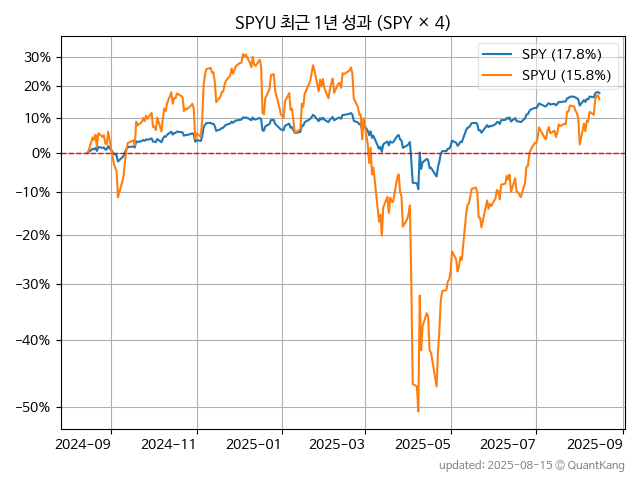 SPYU 최근 1년 성과 (SPY × 4)
SPY (17.8%)
SPYU (15.8%)
30%
20%
10%
0%
−10%
−20%
−30%
−40%
−50%
2024-09 2024-11 2025-01 2025-03 2025-05 2025-07 2025-09
updated: 2025-08-15 © QuantKang